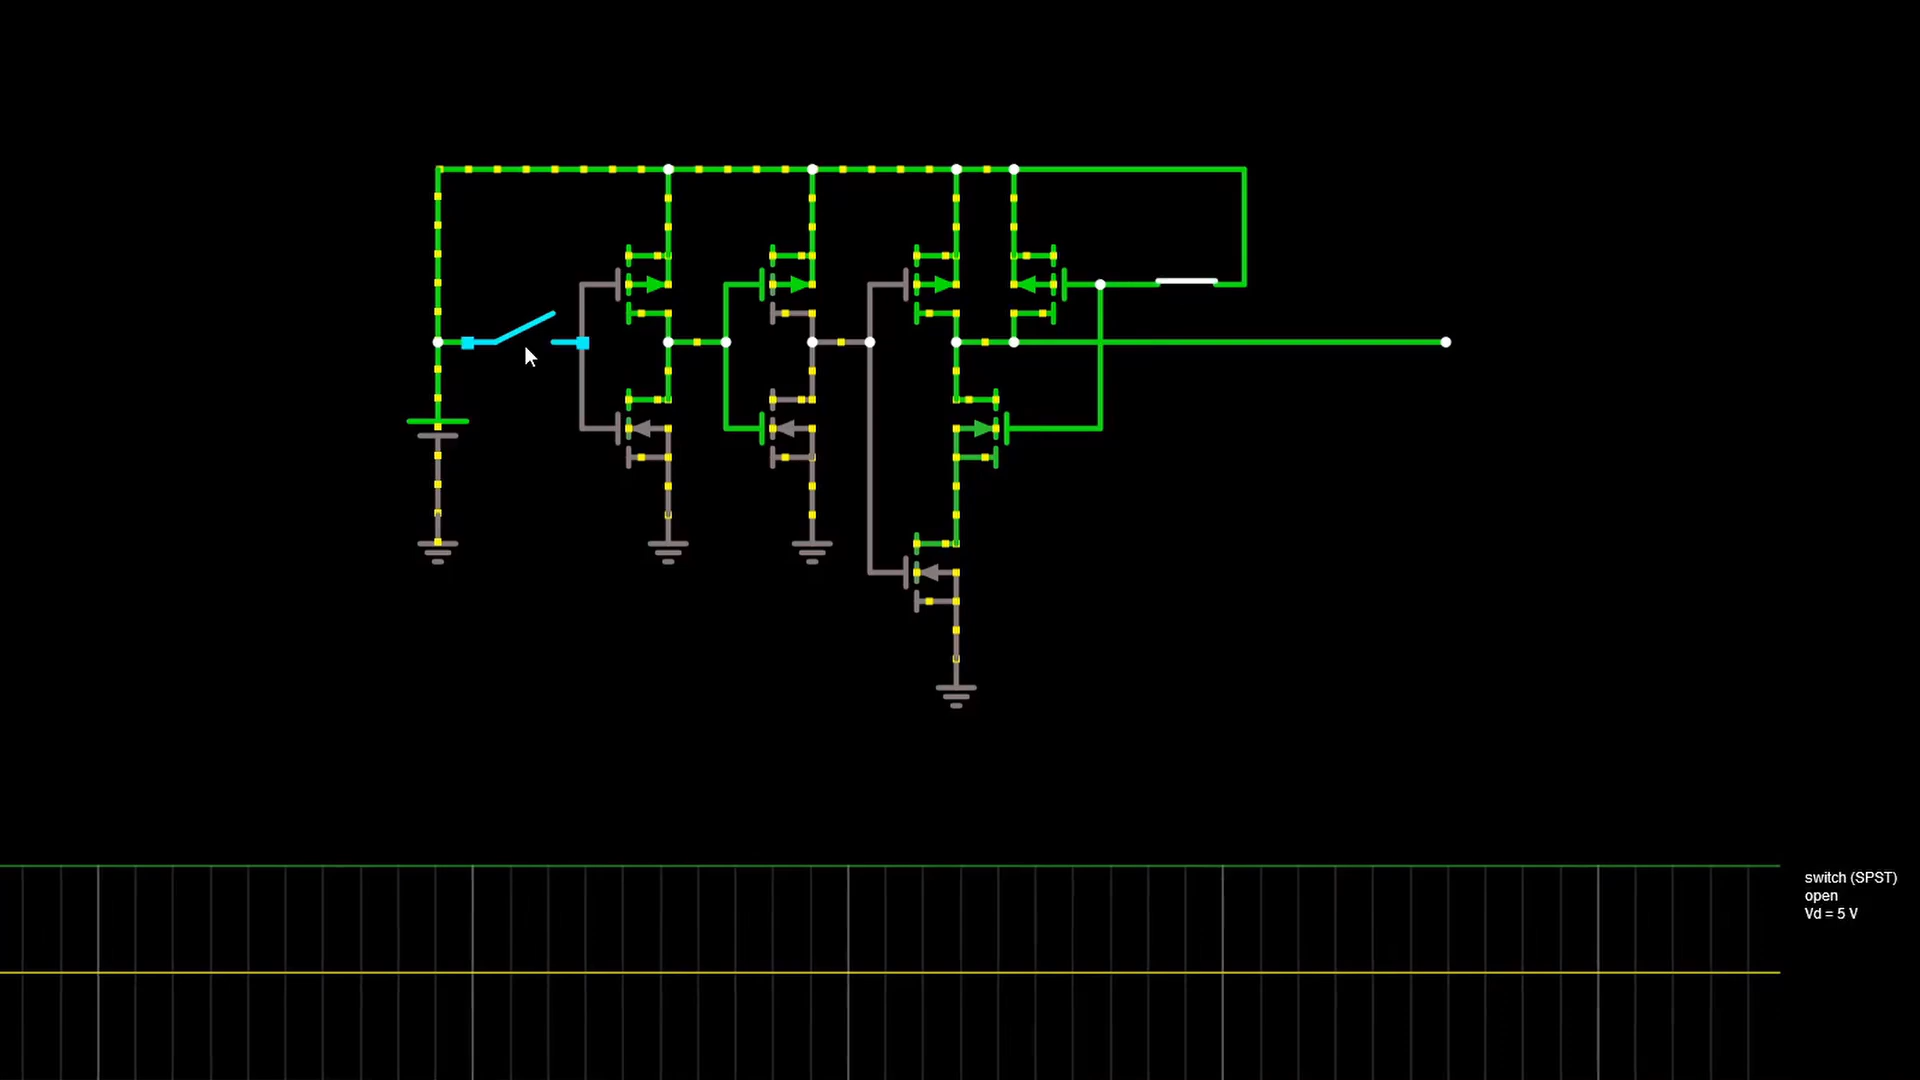 switch (SPST)
open
Vd = 5 V